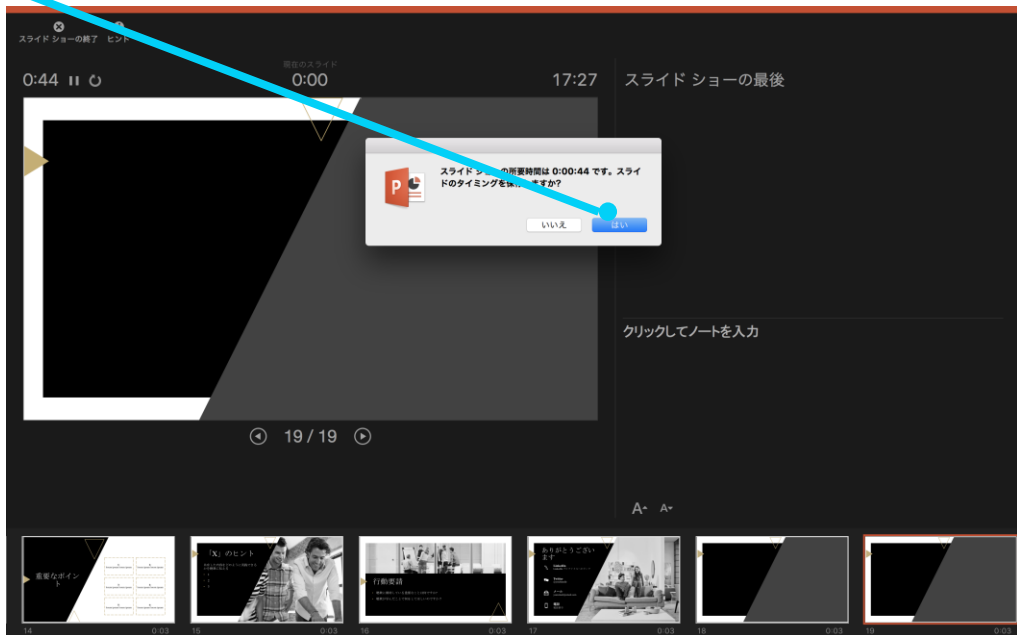 スライド ショーの終了 ヒント
現在のスライド
0:44
0:00
17:27
スライド ショーの最後
P
スライド ショーの所要時間は 0:00:44 です。スライ
ドのタイミングを保存しますか?
いいえ
はい
クリックしてノートを入力
19 / 19
A A
重要なポイン
ト
「X」のヒント
行動要請
ありがとうござい
ます
LinkedIn
Twitter
メール
電話
14 0:03
15 0:03
16 0:03
17 0:03
18 0:03
19 0:03